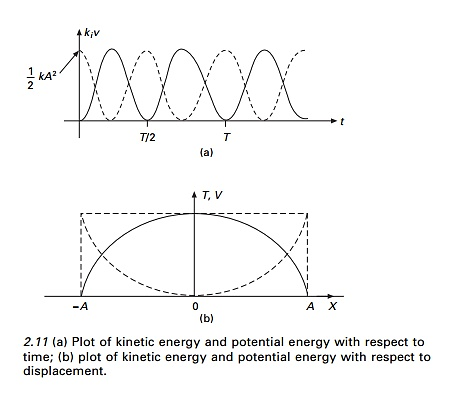 k,v
½ kA²
T/2
T
t
(a)
T, V
–A
0
A
X
(b)
2.11 (a) Plot of kinetic energy and potential energy with respect to
time; (b) plot of kinetic energy and potential energy with respect to
displacement.